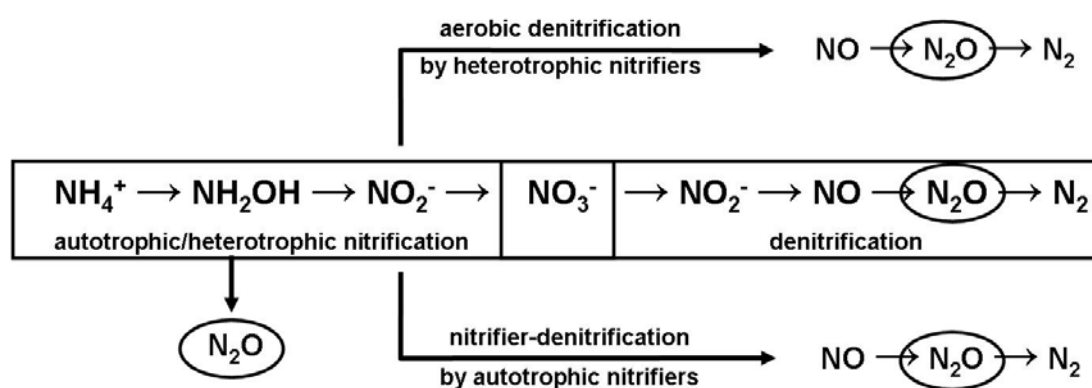 aerobic denitrification
by heterotrophic nitrifiers
NO → N₂O → N₂
NH₄⁺ → NH₂OH → NO₂⁻ → NO₃⁻ → NO₂⁻ → NO → N₂O → N₂
autotrophic/heterotrophic nitrification denitrification
N₂O
nitrifier-denitrification
by autotrophic nitrifiers
NO → N₂O → N₂